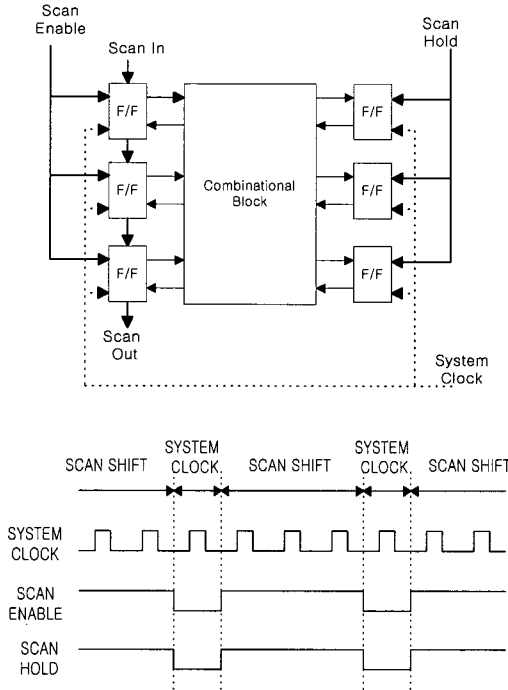 Scan
Enable
Scan In
Scan
Hold
F/F
F/F
F/F
F/F
Combinational
Block
F/F
F/F
Scan
Out
System
Clock
SCAN SHIFT
SYSTEM
CLOCK
SCAN SHIFT
SYSTEM
CLOCK
SCAN SHIFT
SYSTEM
CLOCK
SCAN
ENABLE
SCAN
HOLD